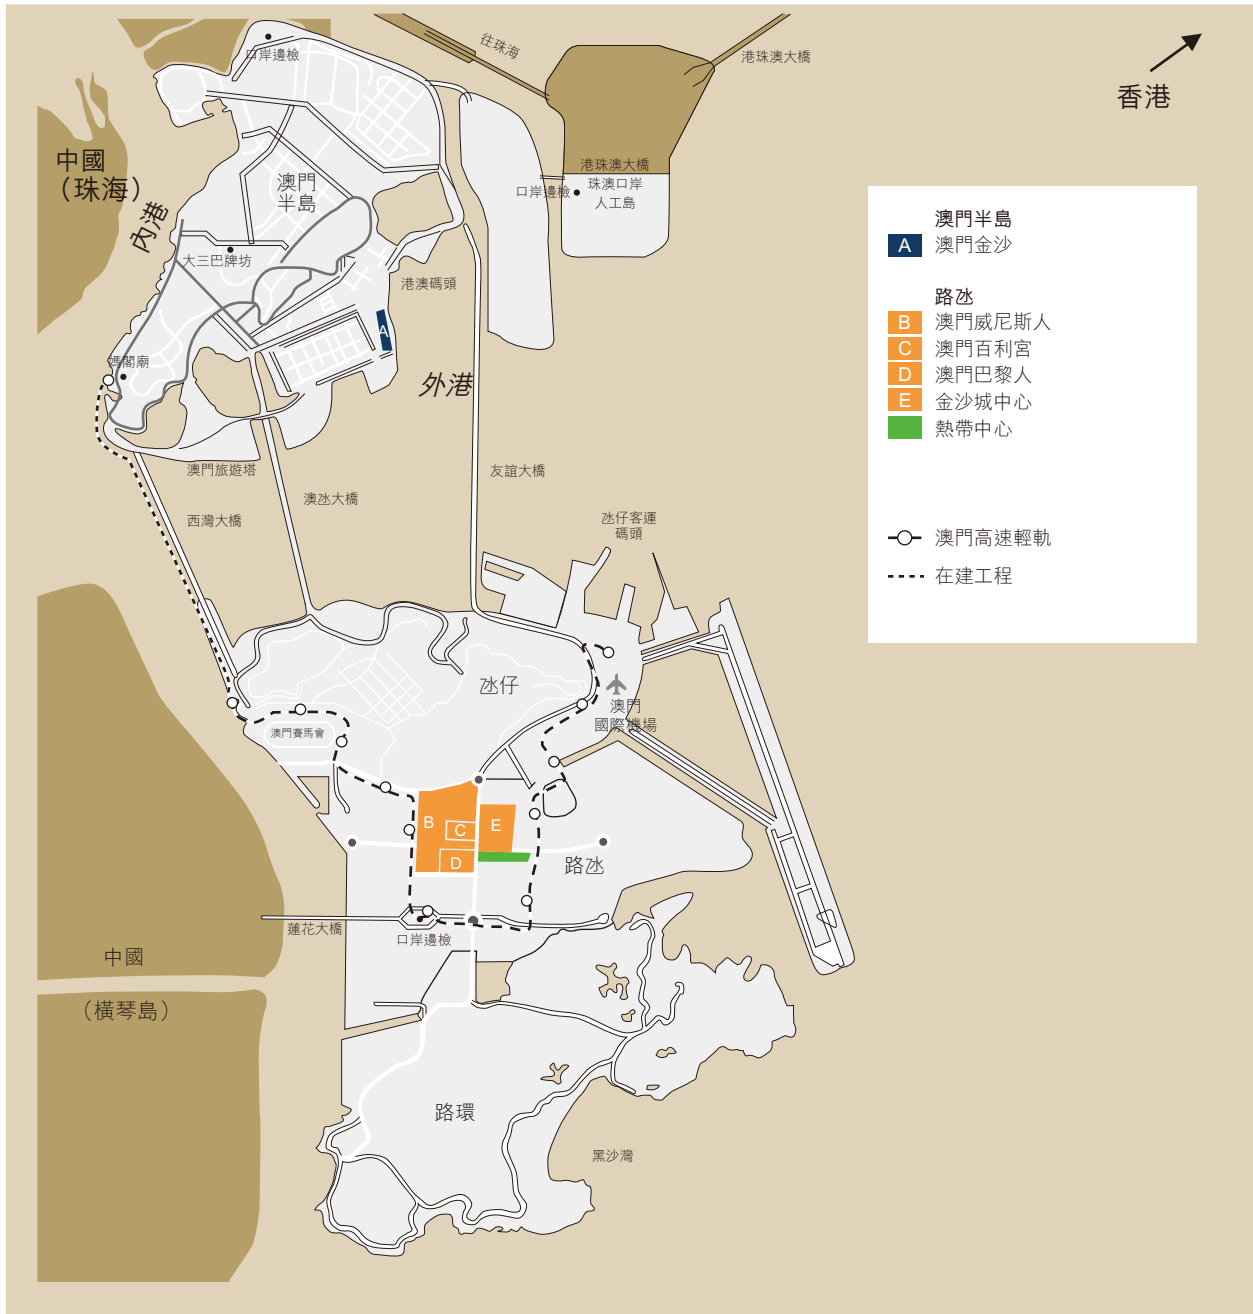 口岸邊檢
往珠海
港珠澳大橋
香港
中國
（珠海）
內港
澳門
半島
港珠澳大橋
珠澳口岸
人工島
口岸邊檢
大三巴牌坊
港澳碼頭
A
媽閣廟
外港
澳門旅遊塔
西灣大橋
澳氹大橋
友誼大橋
氹仔客運
碼頭
澳門半島
A 澳門金沙
路氹
B 澳門威尼斯人
C 澳門百利宮
D 澳門巴黎人
E 金沙城中心
熱帶中心
澳門高速輕軌
在建工程
氹仔
澳門
國際機場
澳門賽馬會
B
C
D
E
路氹
蓮花大橋
口岸邊檢
中國
（橫琴島）
路環
黑沙灣